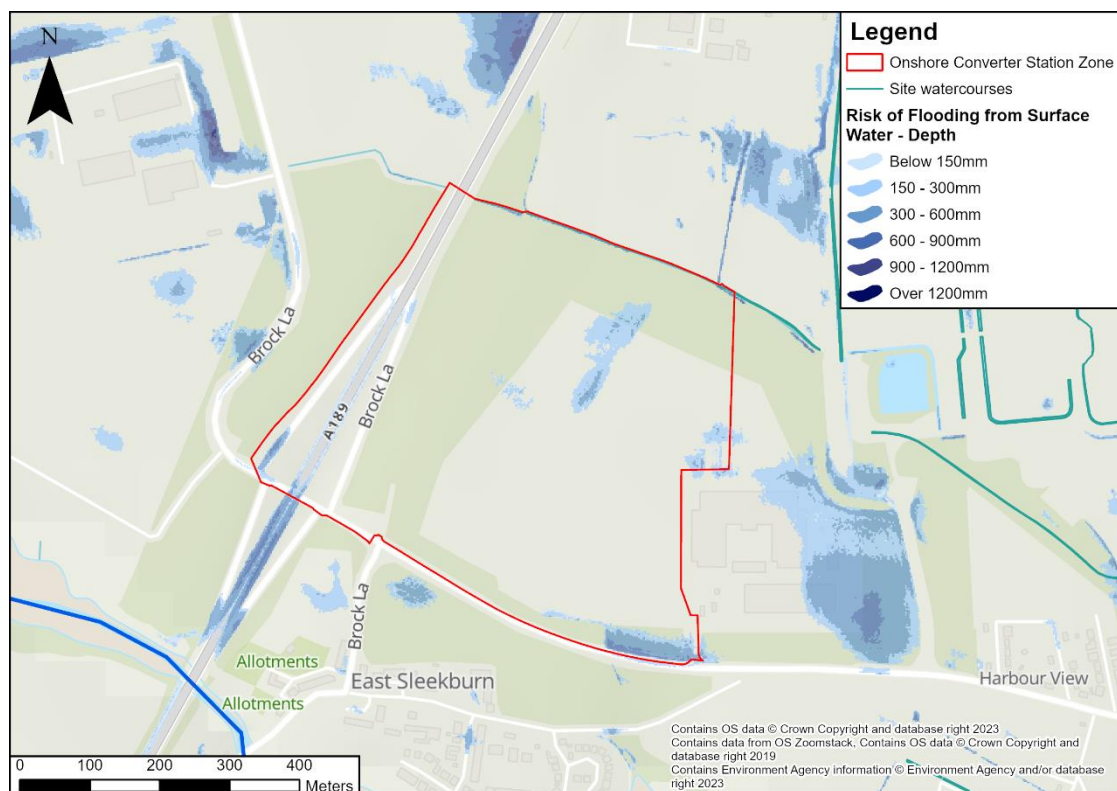 N
Legend
Onshore Converter Station Zone
Site watercourses
Risk of Flooding from Surface
Water - Depth
Below 150mm
150 - 300mm
300 - 600mm
600 - 900mm
900 - 1200mm
Over 1200mm
Brock La
A189
Brock La
Brock La
Allotments
Allotments
East Sleekburn
Harbour View
0 100 200 300 400
Meters
Contains OS data © Crown Copyright and database right 2023
Contains data from OS Zoomstack, Contains OS data © Crown Copyright and
database right 2019
Contains Environment Agency information © Environment Agency and/or database
right 2023